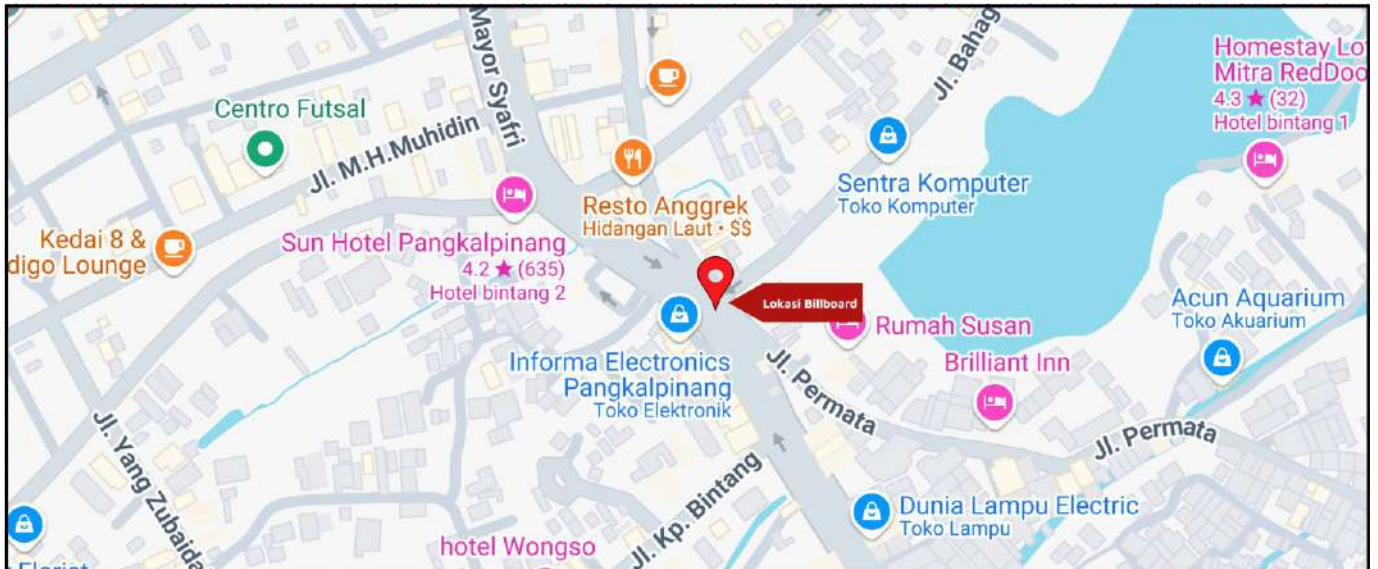 Mayor Syafri
Jl. Bahag
Homestay Lo
Mitra RedDoo
4.3 ★ (32)
Hotel bintang 1
Centro Futsal
Jl. M.H.Muhidin
Sentra Komputer
Toko Komputer
Resto Anggrek
Hidangan Laut • $$
Kedai 8 &
digo Lounge
Sun Hotel Pangkalpinang
4.2 ★ (635)
Hotel bintang 2
Lokasi Billboard
Acun Aquarium
Toko Akuarium
Rumah Susan
Informa Electronics
Pangkalpinang
Toko Elektronik
Brilliant Inn
Jl. Permata
Jl. Permata
Jl. Yang Zubaida
Jl. Kp. Bintang
Dunia Lampu Electric
Toko Lampu
hotel Wongso